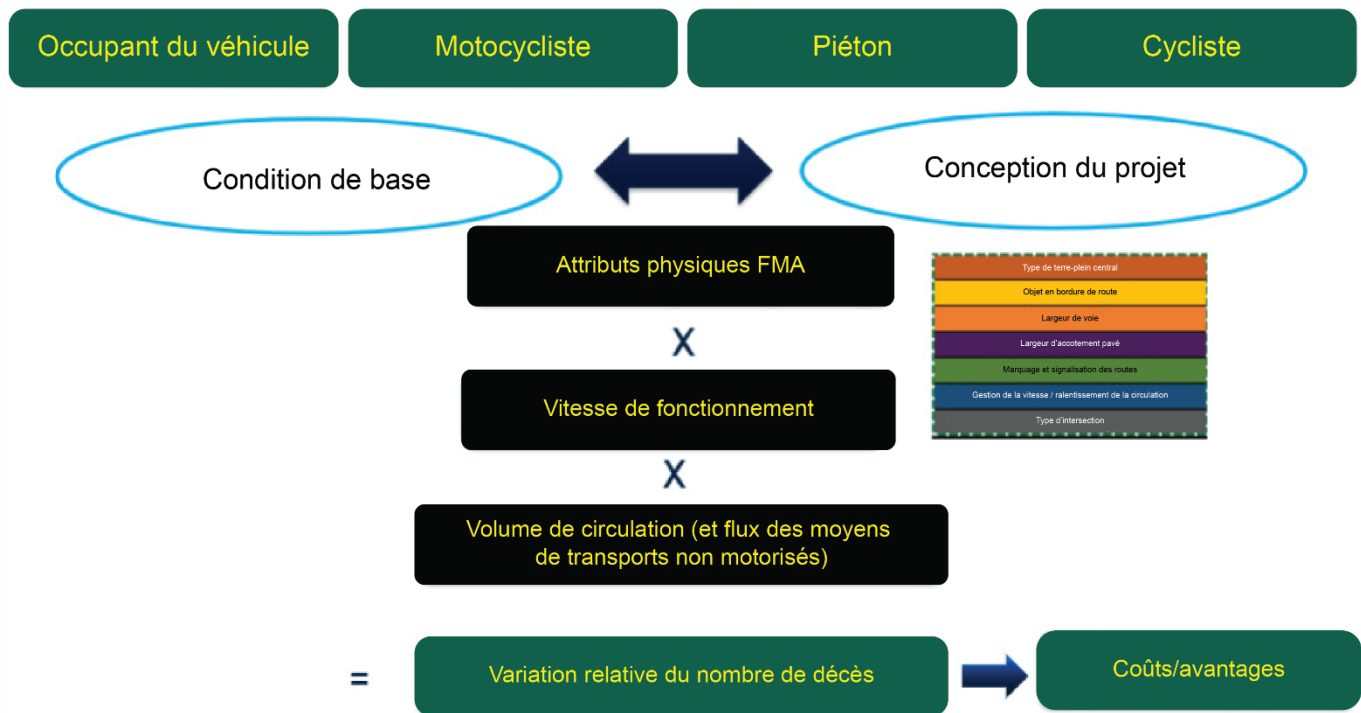 Occupant du véhicule
Motocycliste
Piéton
Cycliste
Condition de base
Conception du projet
Attributs physiques FMA
Type de terre-plein central
Objet en bordure de route
Largeur de voie
Largeur d'accotement pavé
Marquage et signalisation des routes
Gestion de la vitesse / ralentissement de la circulation
Type d'intersection
X
Vitesse de fonctionnement
X
Volume de circulation (et flux des moyens
de transports non motorisés)
=
Variation relative du nombre de décès
Coûts/avantages